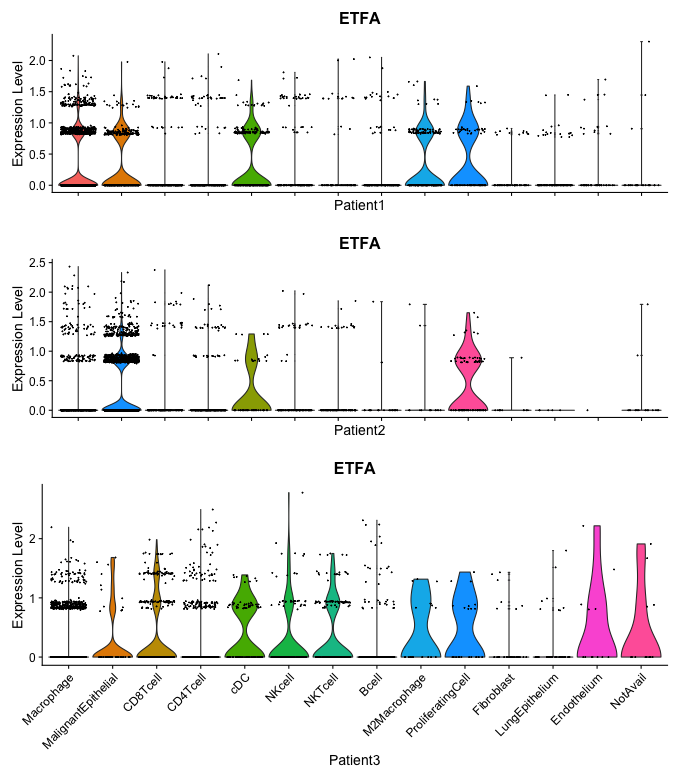 ETFA
Expression Level
2.0
1.5
1.0
0.5
0.0
Patient1
ETFA
Expression Level
2.5
2.0
1.5
1.0
0.5
0.0
Patient2
ETFA
Expression Level
2
1
0
Macrophage
MalignantEpithelial
CD8Tcell
CD4Tcell
cDC
NKcell
NKTcell
Bcell
M2Macrophage
ProliferatingCell
Fibroblast
LungEpithelium
Endothelium
NotAvail
Patient3